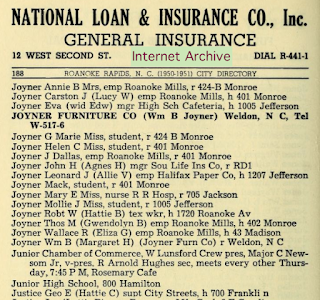 NATIONAL LOAN & INSURANCE CO., Inc.
GENERAL INSURANCE
12 WEST SECOND ST. Internet Archive DIAL R-441-1
188 ROANOKE RAPIDS, N. C. (1950-1951) CITY DIRECTORY
Joyner Annie B Mrs, emp Roanoke Mills, r 424-B Monroe
Joyner Carston J (Lucy W) emp Roanoke Mills, h 401 Monroe
Joyner Eva (wid Edw) mgr High Sch Cafeteria, h 1005 Jefferson
JOYNER FURNITURE CO (Wm B Joyner) Weldon, N C, Tel
W-517-6
Joyner G Marie Miss, student, r 424 B Monroe
Joyner Helen C Miss, student, r 401 Monroe
Joyner J Dallas, emp Roanoke Mills, r 401 Monroe
Joyner John H (Agnes H) mgr Sou Life Ins Co, r RD1
Joyner Leonard J (Allie V) emp Halifax Paper Co, h 1207 Jefferson
Joyner Mack, student, r 401 Monroe
Joyner Mary E Miss, nurse R R Hosp, r 705 Jackson
Joyner Mollie J Miss, student, r 1005 Jefferson
Joyner Robt W (Hattie B) tex wkr, h 1720 Roanoke Av
Joyner Thos M (Gwendolyn B) emp Roanoke Mills, h 402 Monroe
Joyner Wallace R (Eliza G) emp Roanoke Mills, h 43 Madison
Joyner Wm B (Margaret H) (Joyner Furn Co) r Weldon, N C
Junior Chamber of Commerce, W Lunsford Crew pres, Major C Newsom Jr, v-pres. R Arnold Hughes sec, meets every other Thursday, 7:45 P M, Rosemary Cafe
Junior High School, 800 Hamilton
Justice Geo E (Hattie C) supt City Streets, h 700 Franklin